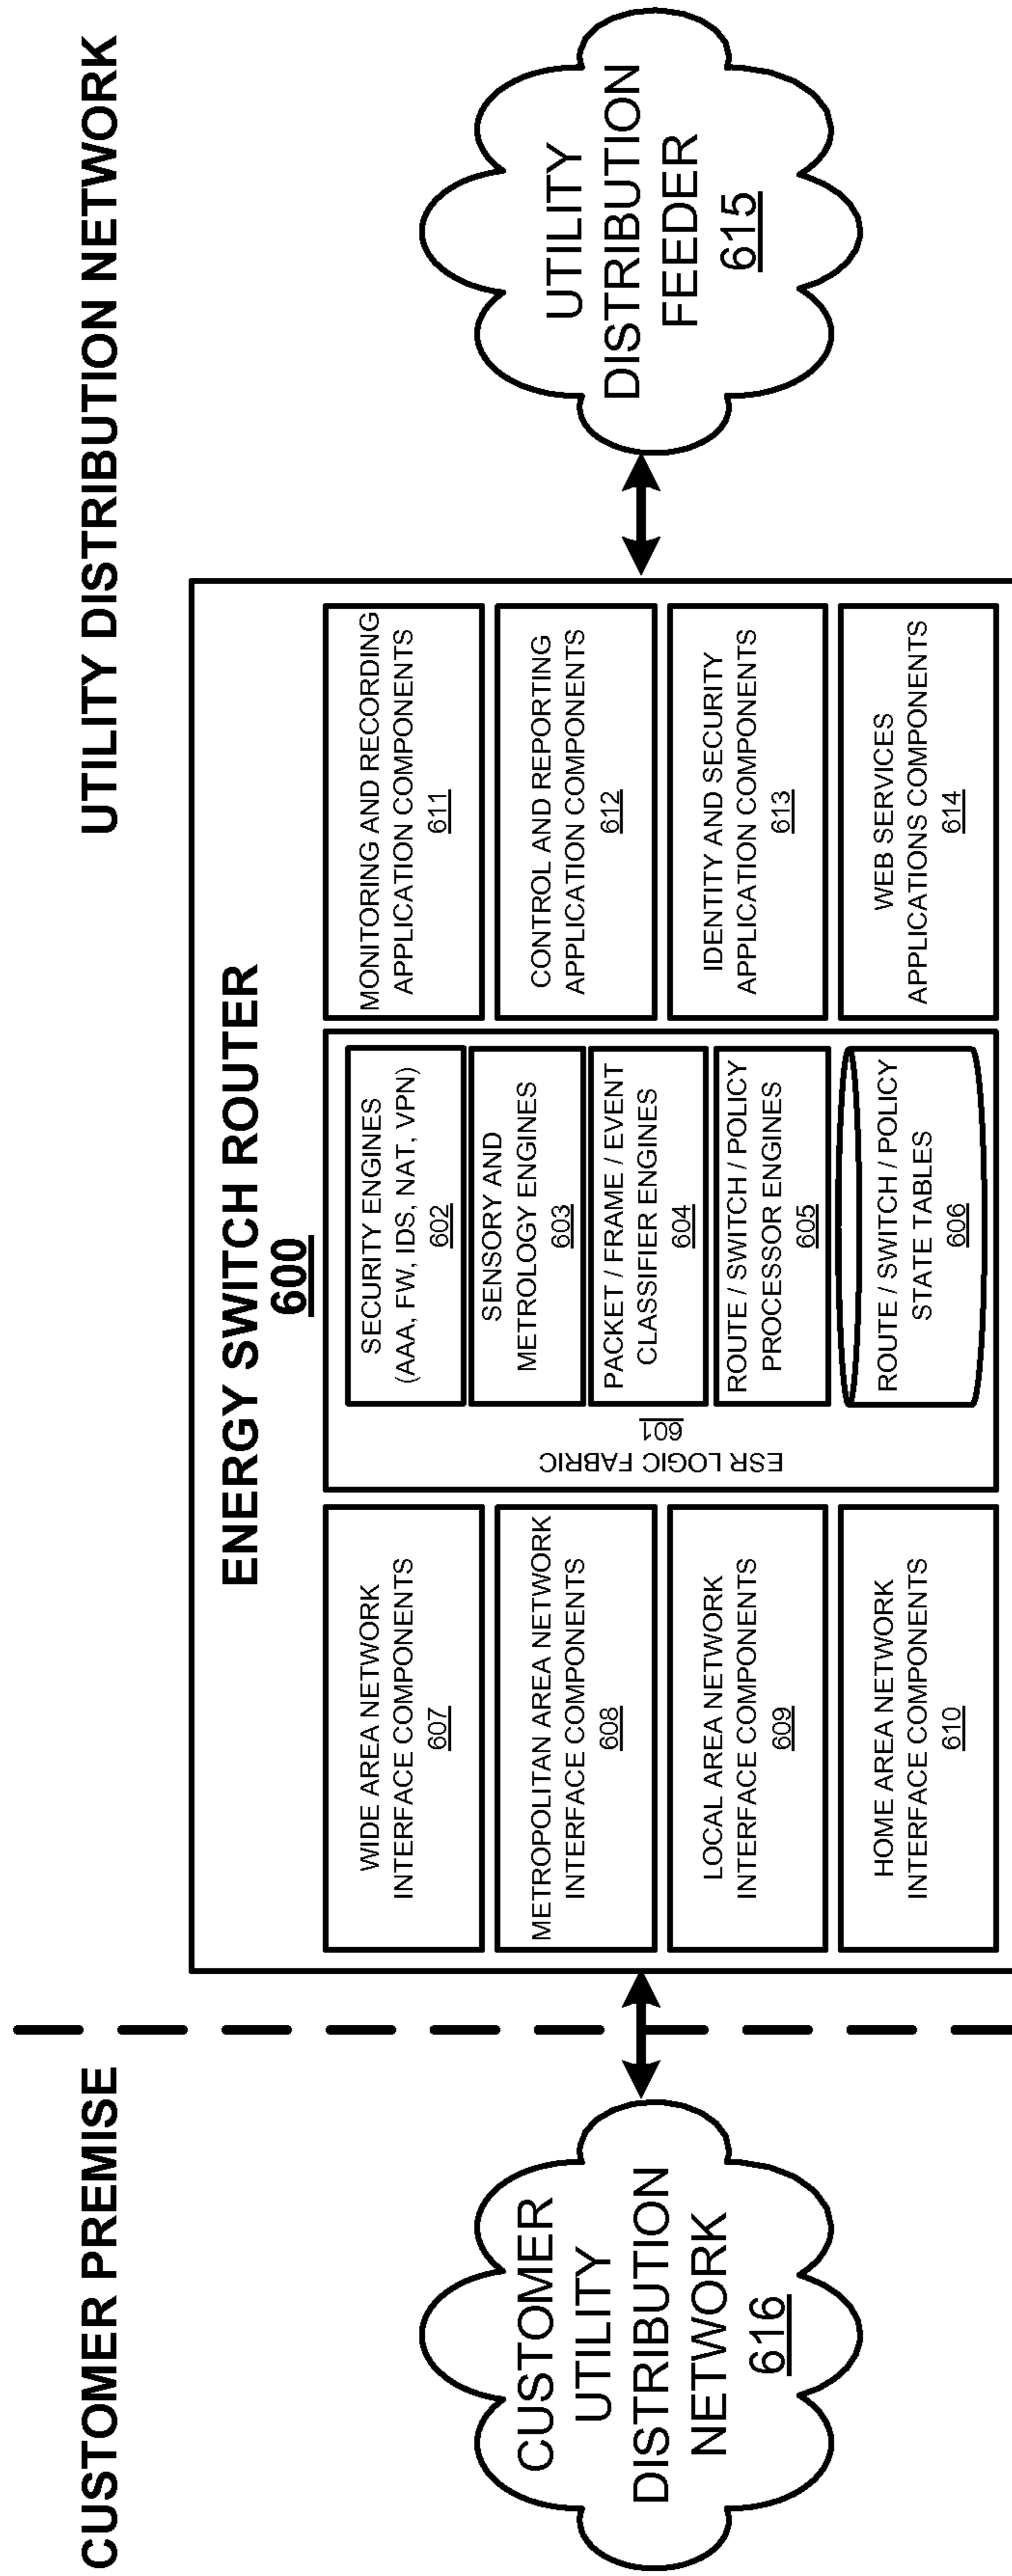 CUSTOMER PREMISE
UTILITY DISTRIBUTION NETWORK
CUSTOMER
UTILITY
DISTRIBUTION
NETWORK
616
ENERGY SWITCH ROUTER
600
WIDE AREA NETWORK
INTERFACE COMPONENTS
607
METROPOLITAN AREA NETWORK
INTERFACE COMPONENTS
608
LOCAL AREA NETWORK
INTERFACE COMPONENTS
609
HOME AREA NETWORK
INTERFACE COMPONENTS
610
ESR LOGIC FABRIC
601
SECURITY ENGINES
(AAA, FW, IDS, NAT, VPN)
602
SENSORY AND
METROLOGY ENGINES
603
PACKET / FRAME / EVENT
CLASSIFIER ENGINES
604
ROUTE / SWITCH / POLICY
PROCESSOR ENGINES
605
ROUTE / SWITCH / POLICY
STATE TABLES
606
MONITORING AND RECORDING
APPLICATION COMPONENTS
611
CONTROL AND REPORTING
APPLICATION COMPONENTS
612
IDENTITY AND SECURITY
APPLICATION COMPONENTS
613
WEB SERVICES
APPLICATIONS COMPONENTS
614
UTILITY
DISTRIBUTION
FEEDER
615